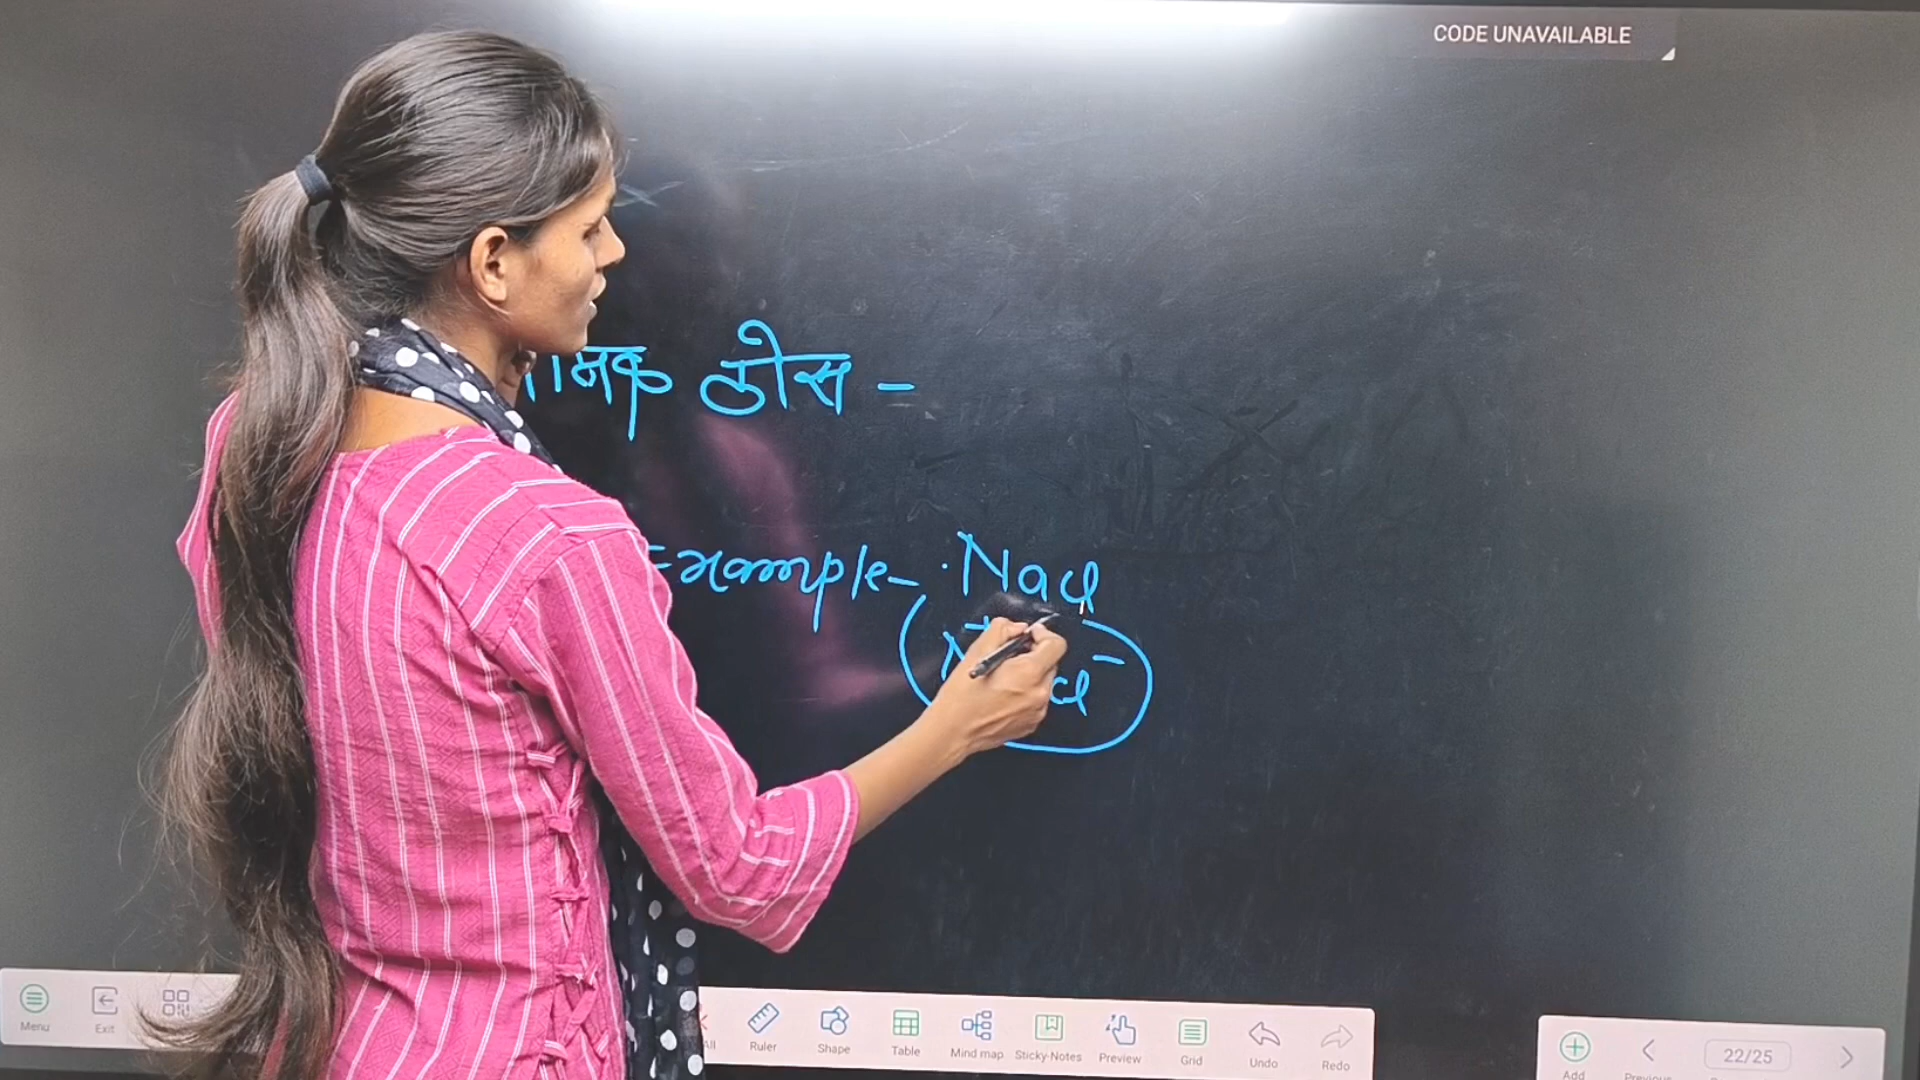 CODE UNAVAILABLE
ठोस -
Example - NaCl
Cl⁻
Menu Exit Ruler Shape Table Mind map Sticky-Notes Preview Grid Undo Redo Add Previous 22/25